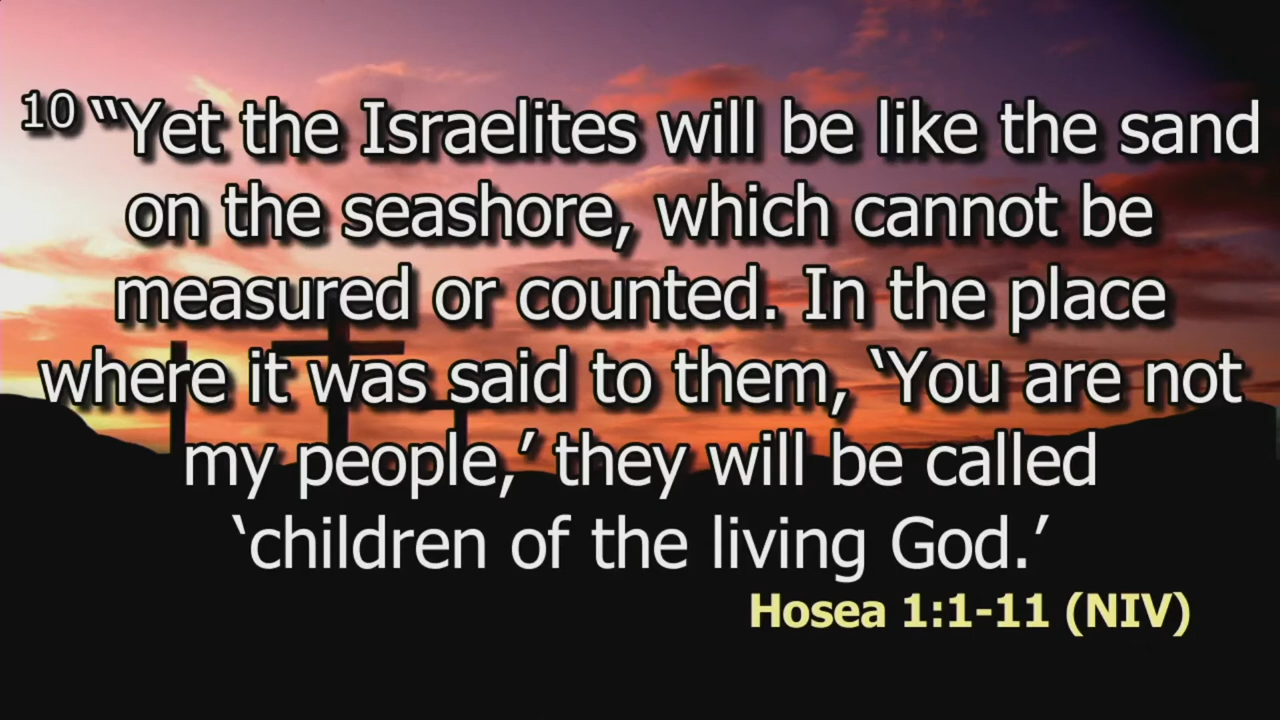 10 “Yet the Israelites will be like the sand
on the seashore, which cannot be
measured or counted. In the place
where it was said to them, ‘You are not
my people,’ they will be called
‘children of the living God.’
Hosea 1:1-11 (NIV)